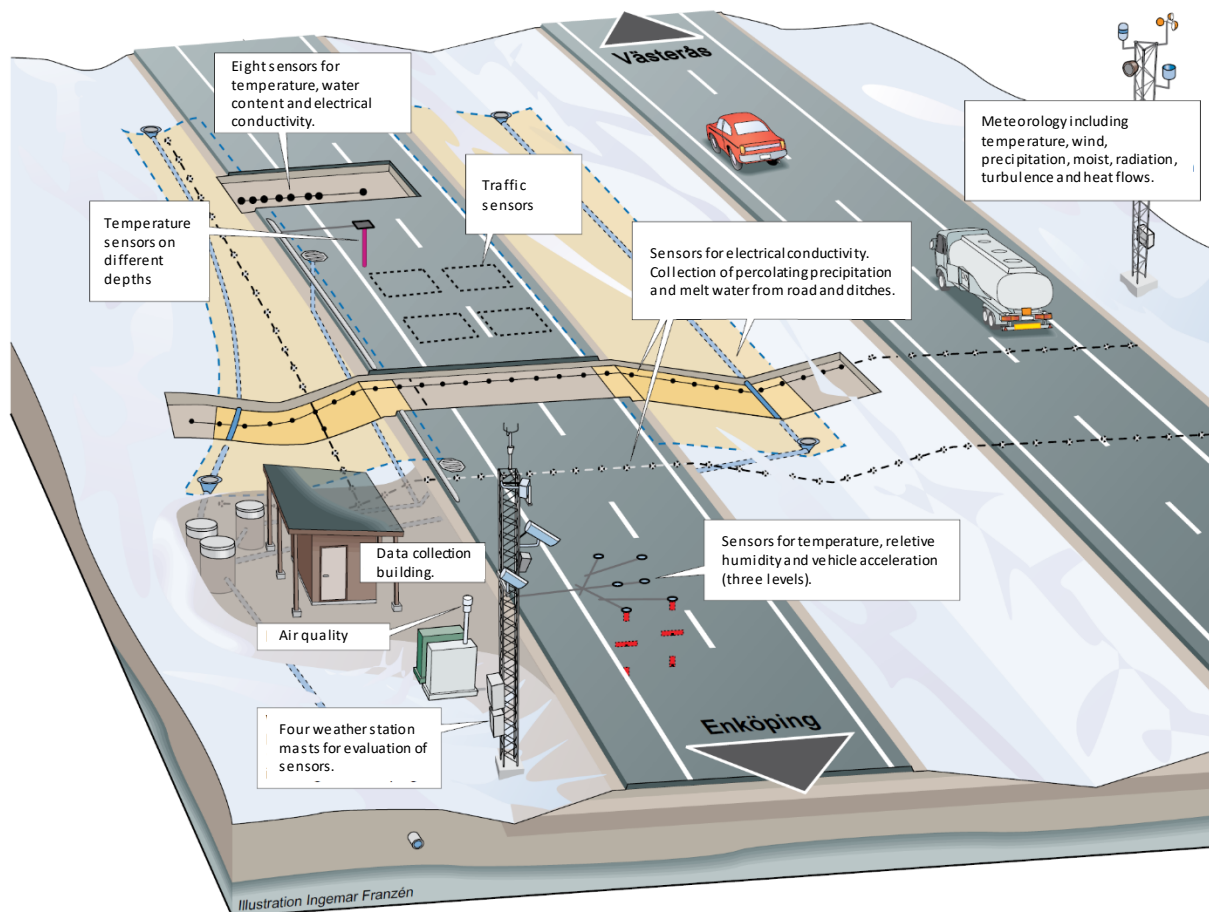 Västerås
Eight sensors for
temperature, water
content and electrical
conductivity.
Meteorology including
temperature, wind,
precipitation, moist, radiation,
turbulence and heat flows.
Traffic
sensors
Temperature
sensors on
different
depths
Sensors for electrical conductivity.
Collection of percolating precipitation
and melt water from road and ditches.
Data collection
building.
Sensors for temperature, reletive
humidity and vehicle acceleration
(three levels).
Air quality
Four weather station
masts for evaluation of
sensors.
Enköping
Illustration Ingemar Franzén